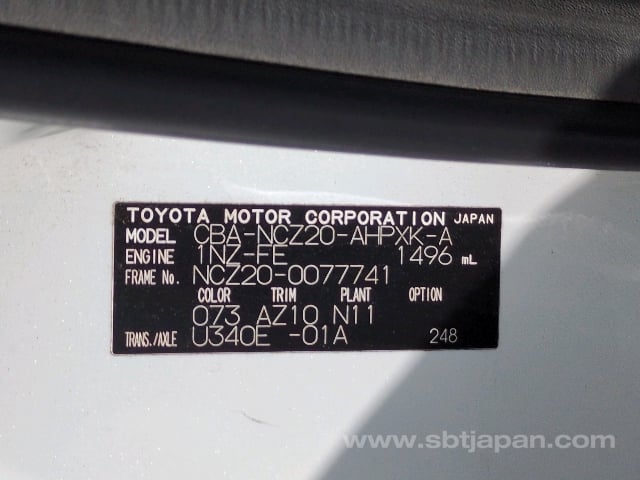 TOYOTA MOTOR CORPORATION JAPAN
MODEL CBA-NCZ20-AHPXK-A
ENGINE 1NZ-FE 1496 mL
FRAME No. NCZ20-0077741
COLOR TRIM PLANT OPTION
073 AZ10 N11
TRANS./AXLE U340E -01A 248
www.sbtjapan.com